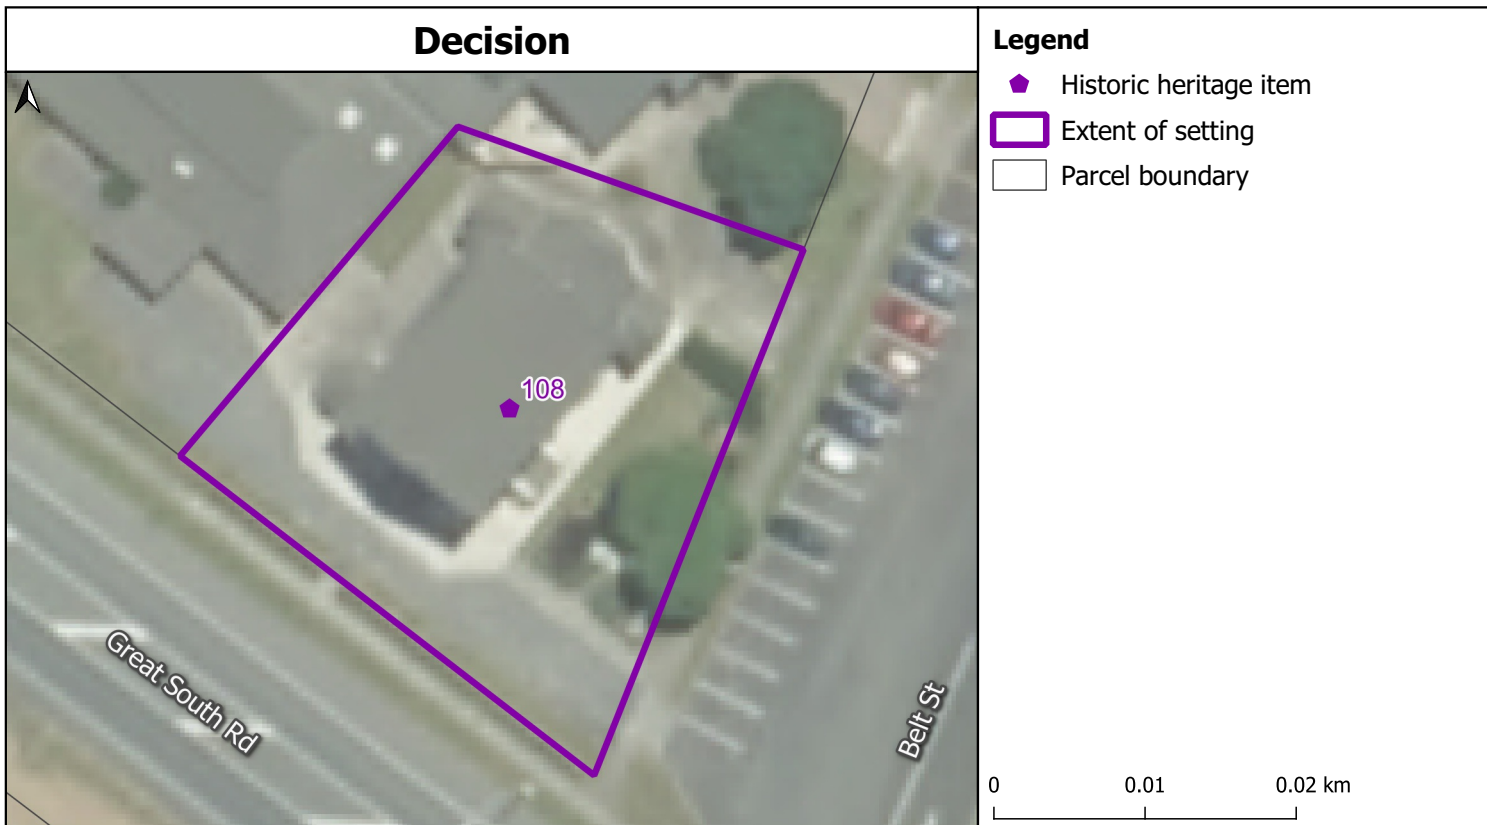 Decision
108
Great South Rd
Belt St
Legend
Historic heritage item
Extent of setting
Parcel boundary
0 0.01 0.02 km